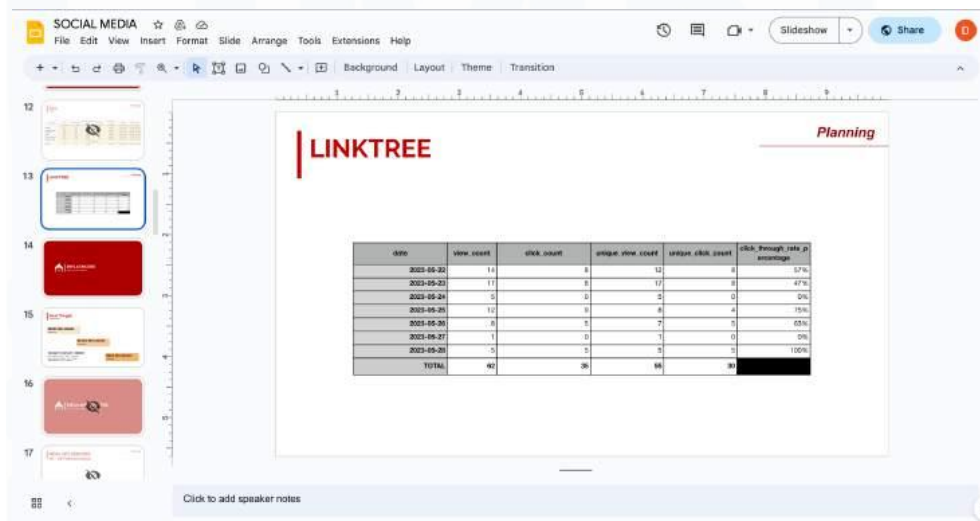 SOCIAL MEDIA
File Edit View Insert Format Slide Arrange Tools Extensions Help
Slideshow
Share
D
Background Layout Theme Transition
12
13
14
15
16
17
LINKTREE
Planning
date view_count click_count unique_view_count unique_click_count click_through_rate_p
ercentage
2023-05-22 14 8 12 8 57%
2023-05-23 17 8 17 8 47%
2023-05-24 5 0 5 0 0%
2023-05-25 12 9 8 4 75%
2023-05-26 8 5 7 5 63%
2023-05-27 1 0 1 0 0%
2023-05-28 5 5 5 5 100%
TOTAL 62 35 55 30
Click to add speaker notes